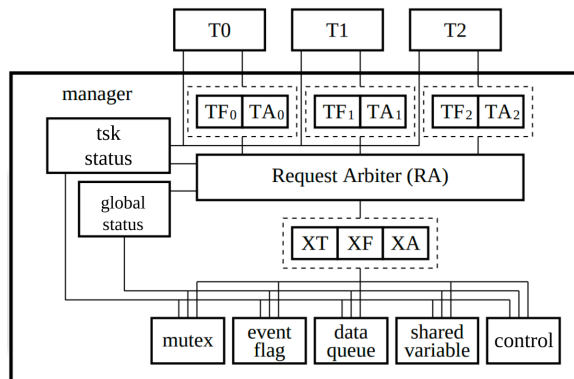 T0 T1 T2
manager
TF0 TA0 TF1 TA1 TF2 TA2
tsk
status
Request Arbiter (RA)
global
status
XT XF XA
mutex
event
flag
data
queue
shared
variable
control